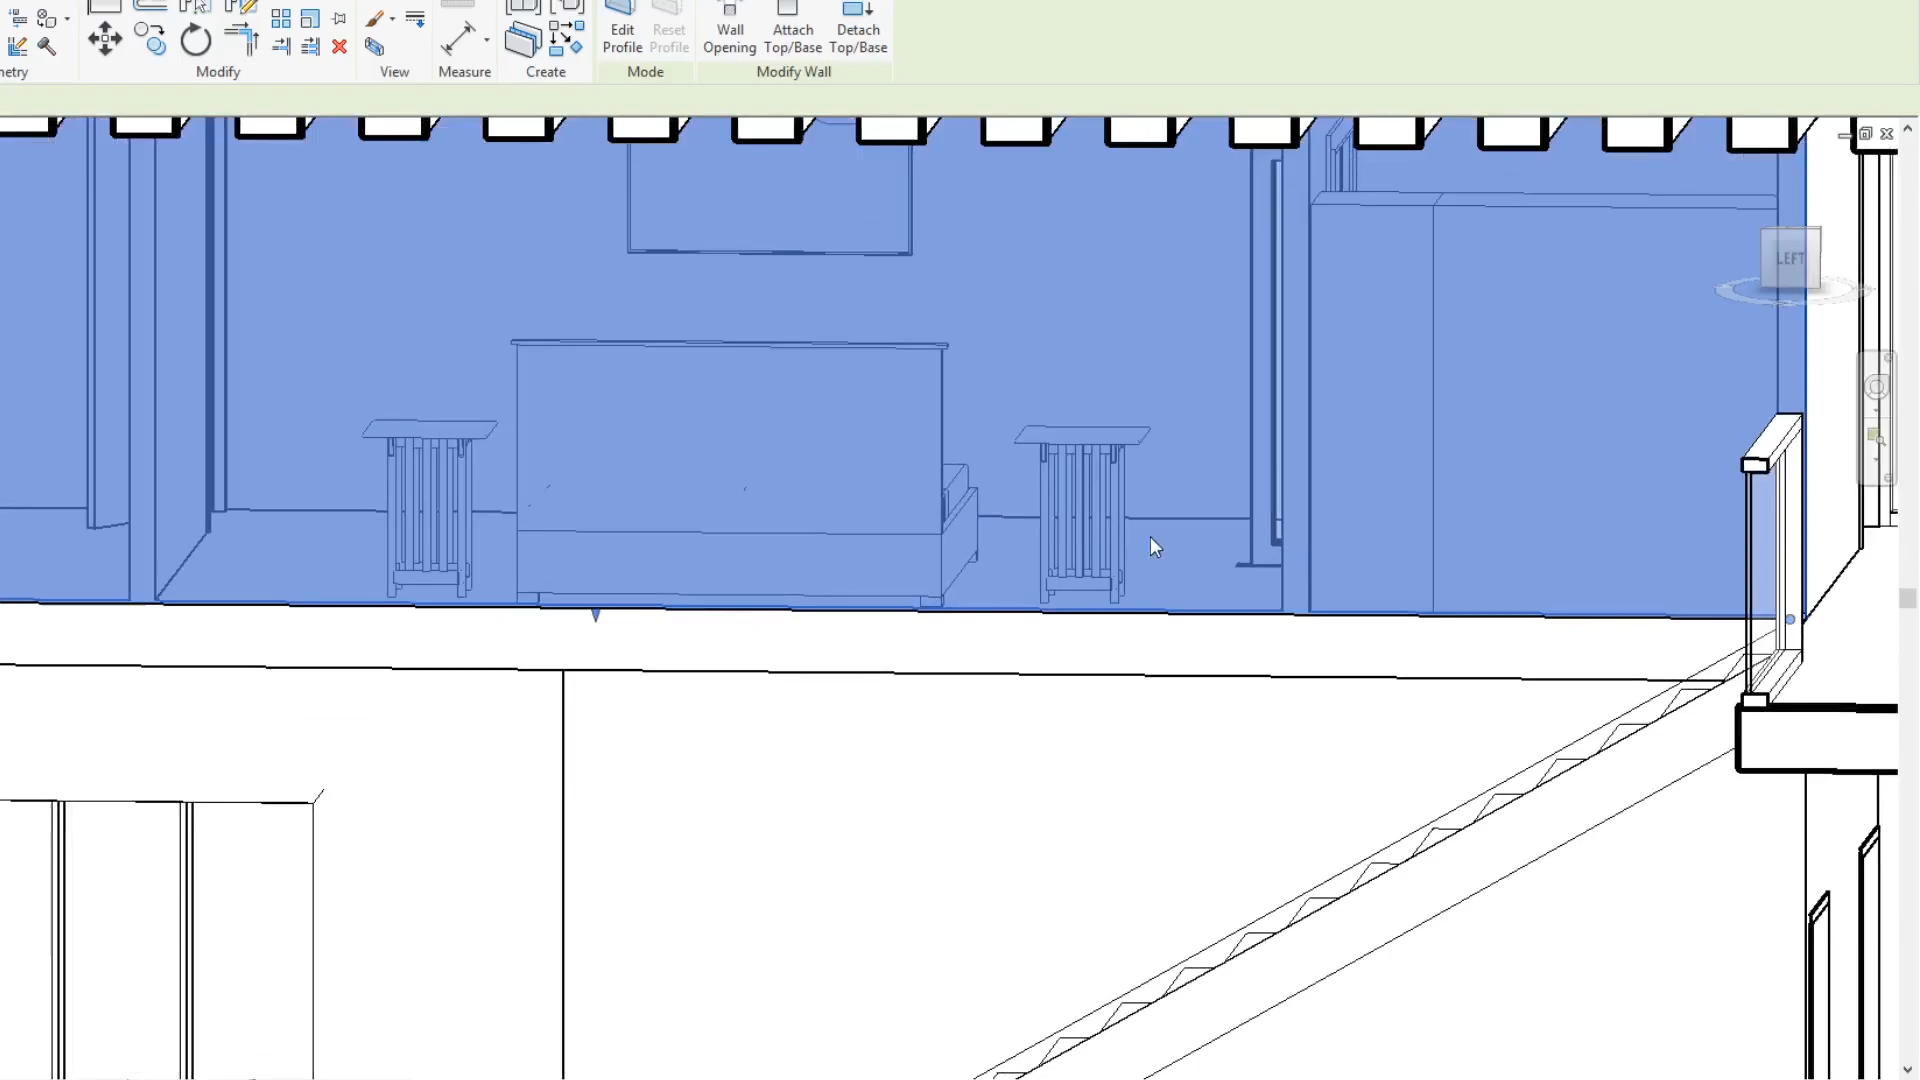 Edit
Profile
Reset
Profile
Wall
Opening
Attach
Top/Base
Detach
Top/Base
etry
Modify
View
Measure
Create
Mode
Modify Wall
LEFT